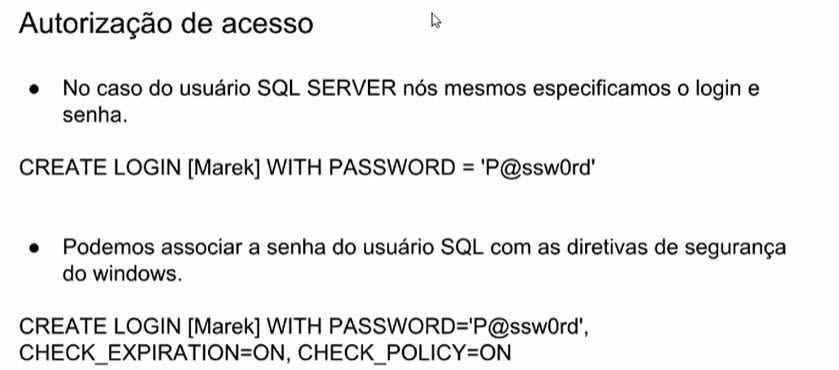 Autorização de acesso
● No caso do usuário SQL SERVER nós mesmos especificamos o login e
senha.
CREATE LOGIN [Marek] WITH PASSWORD = 'P@ssw0rd'
● Podemos associar a senha do usuário SQL com as diretivas de segurança
do windows.
CREATE LOGIN [Marek] WITH PASSWORD='P@ssw0rd',
CHECK_EXPIRATION=ON, CHECK_POLICY=ON